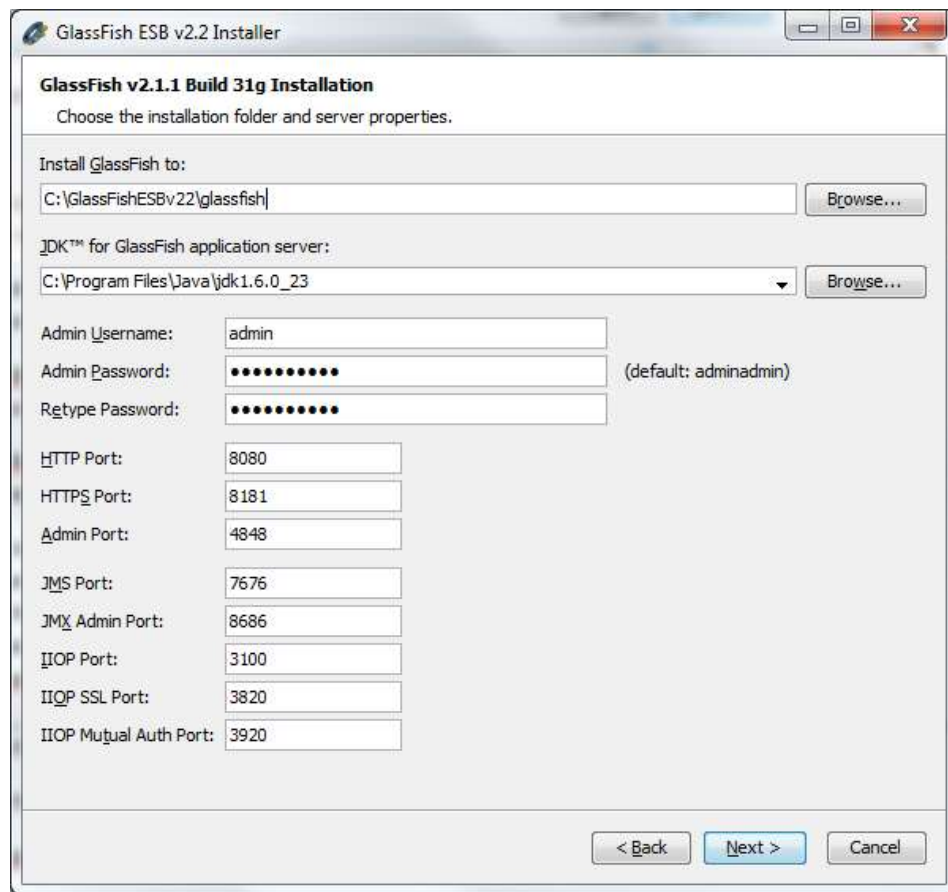 GlassFish ESB v2.2 Installer
GlassFish v2.1.1 Build 31g Installation
Choose the installation folder and server properties.
Install GlassFish to:
C:\GlassFishESBv22\glassfish
Browse...
JDK™ for GlassFish application server:
C:\Program Files\Java\jdk1.6.0_23
Browse...
Admin Username: admin
Admin Password: •••••••••• (default: adminadmin)
Retype Password: ••••••••••
HTTP Port: 8080
HTTPS Port: 8181
Admin Port: 4848
JMS Port: 7676
JMX Admin Port: 8686
IIOP Port: 3100
IIOP SSL Port: 3820
IIOP Mutual Auth Port: 3920
< Back Next > Cancel